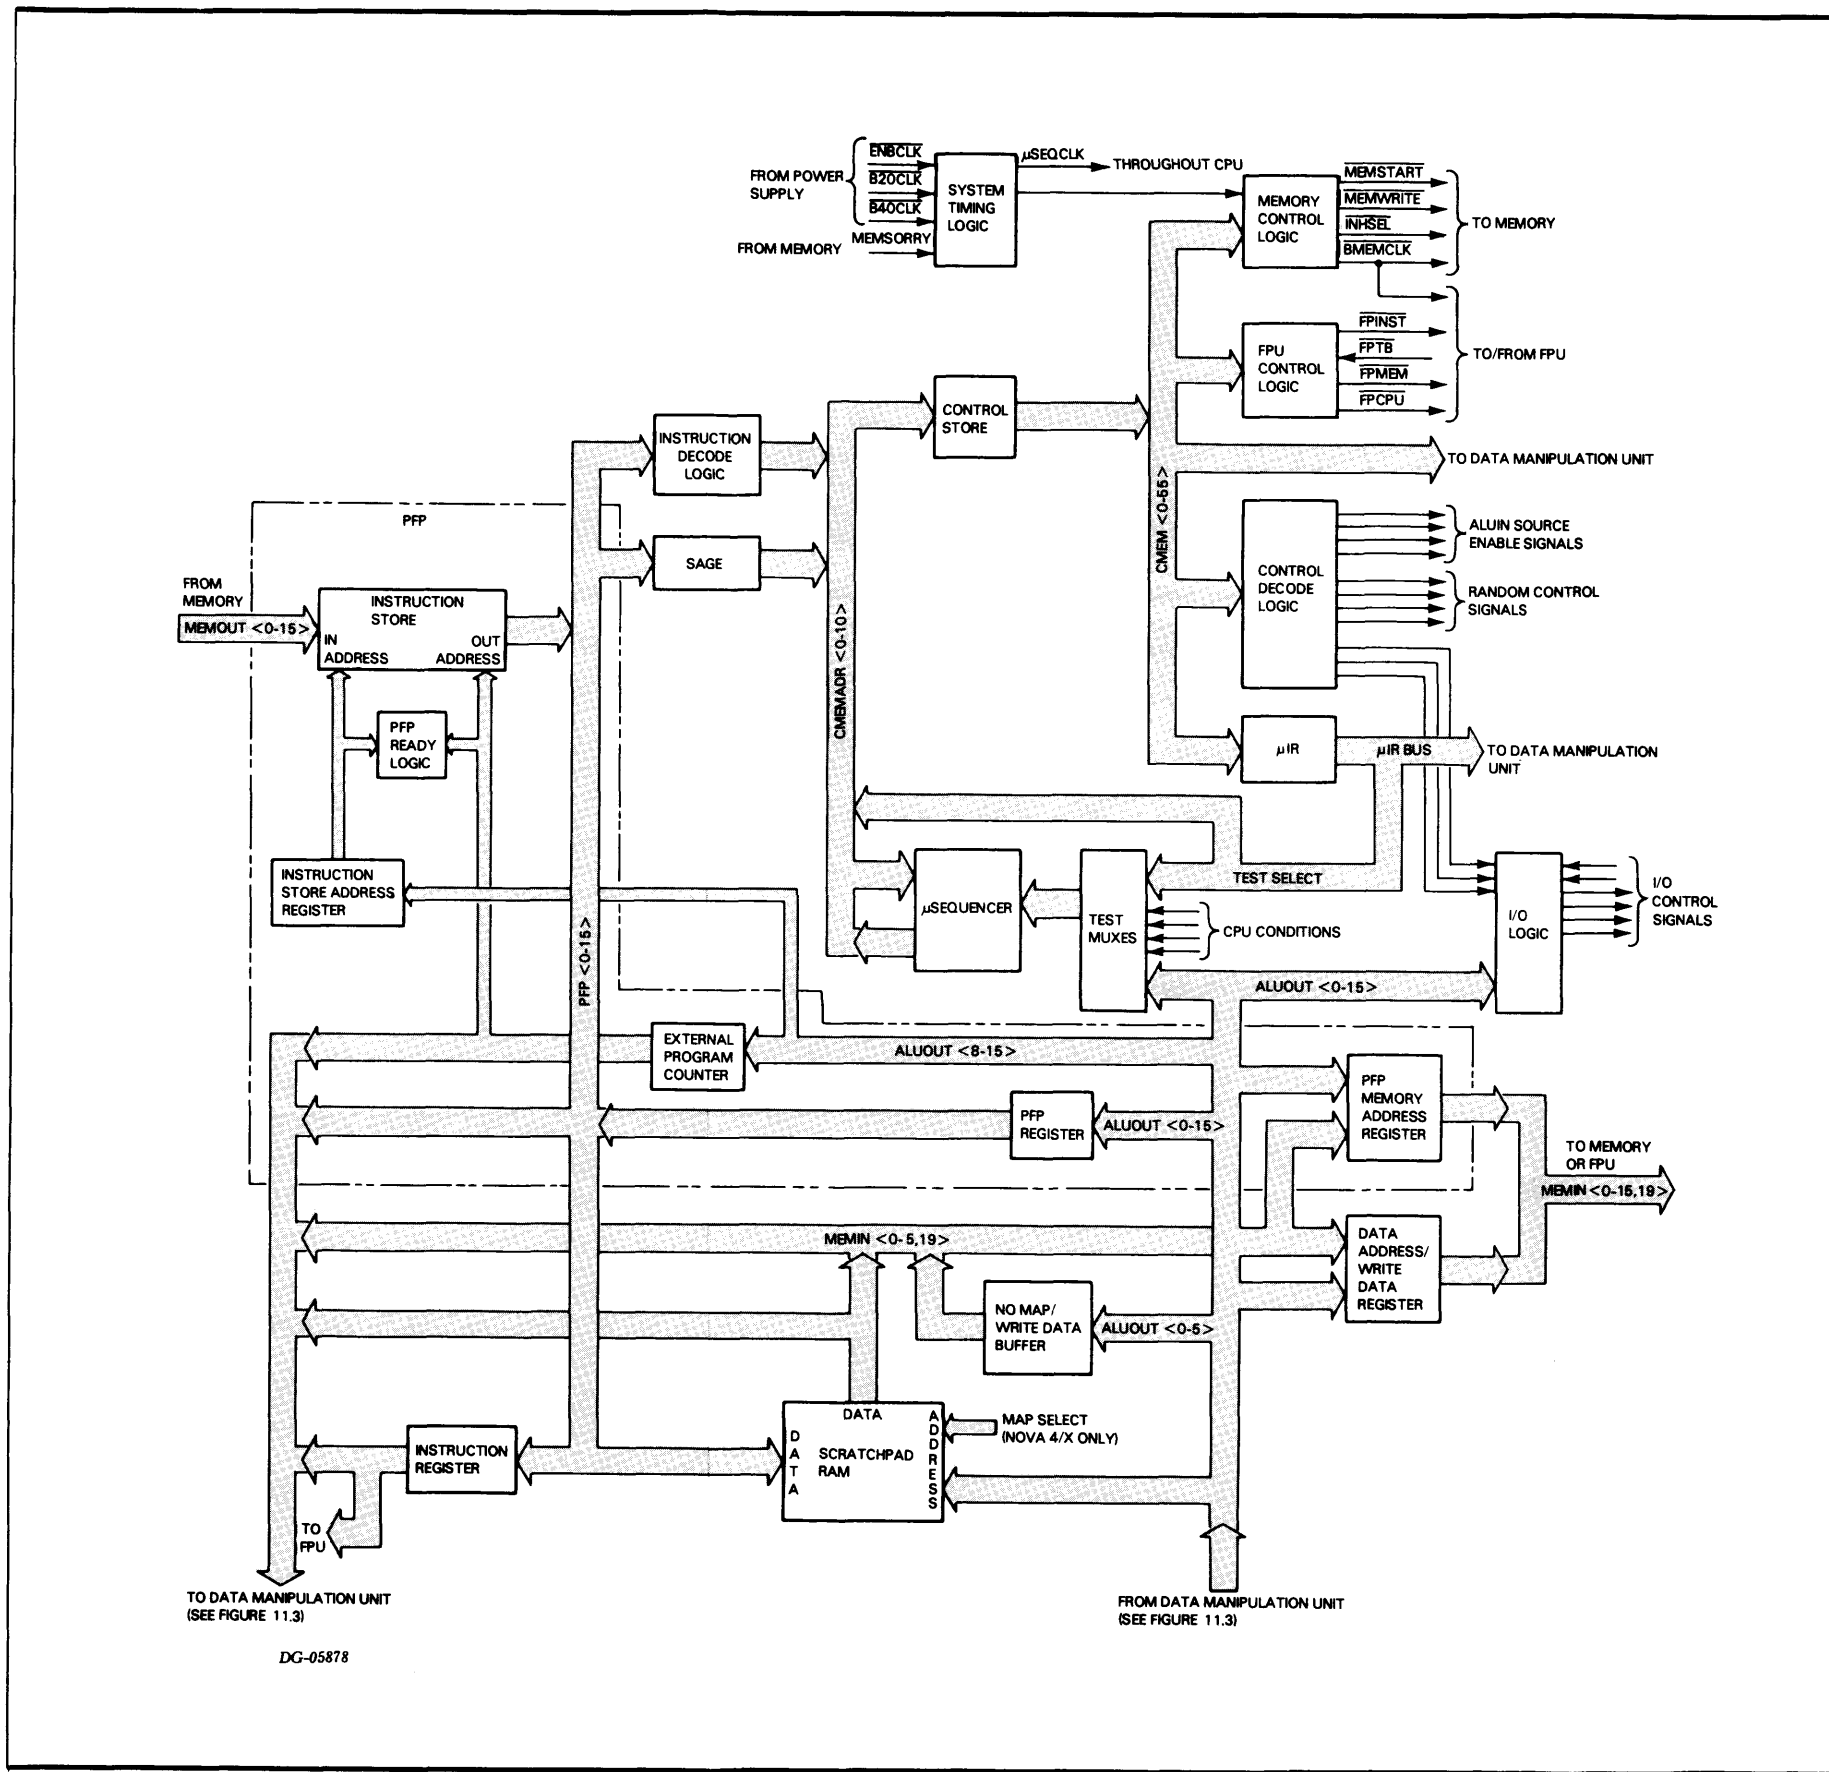 ENBCLK
FROM POWER
SUPPLY
B20CLK
B40CLK
FROM MEMORY
MEMSORRY
SYSTEM
TIMING
LOGIC
μSEQCLK
THROUGHOUT CPU
MEMORY
CONTROL
LOGIC
MEMSTART
MEMWRITE
INHSEL
BMEMCLK
TO MEMORY
FPU
CONTROL
LOGIC
FPINST
FPTB
FPMEM
FPCPU
TO/FROM FPU
CONTROL
STORE
INSTRUCTION
DECODE
LOGIC
TO DATA MANIPULATION UNIT
CMEM <0-55>
PFP
SAGE
CONTROL
DECODE
LOGIC
ALUIN SOURCE
ENABLE SIGNALS
RANDOM CONTROL
SIGNALS
FROM
MEMORY
MEMOUT <0-15>
INSTRUCTION
STORE
IN
ADDRESS
OUT
ADDRESS
CMEMADR <0-10>
PFP
READY
LOGIC
μIR
μIR BUS
TO DATA MANIPULATION
UNIT
INSTRUCTION
STORE ADDRESS
REGISTER
μSEQUENCER
TEST
MUXES
TEST SELECT
CPU CONDITIONS
I/O
LOGIC
I/O
CONTROL
SIGNALS
PFP <0-15>
ALUOUT <0-15>
EXTERNAL
PROGRAM
COUNTER
ALUOUT <8-15>
PFP
MEMORY
ADDRESS
REGISTER
PFP
REGISTER
ALUOUT <0-15>
TO MEMORY
OR FPU
MEMIN <0-15,19>
MEMIN <0-5,19>
DATA
ADDRESS/
WRITE
DATA
REGISTER
NO MAP/
WRITE DATA
BUFFER
ALUOUT <0-5>
INSTRUCTION
REGISTER
DATA
DATA
SCRATCHPAD
RAM
ADDRESS
MAP SELECT
(NOVA 4/X ONLY)
TO
FPU
TO DATA MANIPULATION UNIT
(SEE FIGURE 11.3)
FROM DATA MANIPULATION UNIT
(SEE FIGURE 11.3)
DG-05878